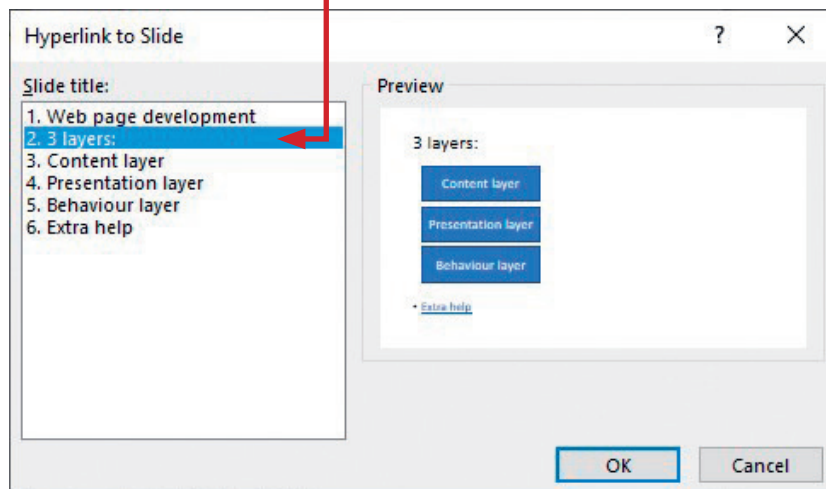 Hyperlink to Slide
? X
Slide title:
1. Web page development
2. 3 layers:
3. Content layer
4. Presentation layer
5. Behaviour layer
6. Extra help
Preview
3 layers:
Content layer
Presentation layer
Behaviour layer
• Extra help
OK
Cancel